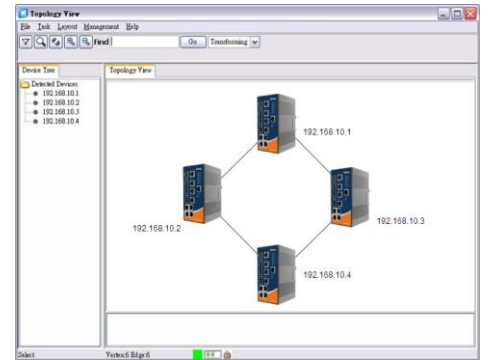 Topology View
File Task Layout Management Help
Find Go Transforming
Device Tree
Topology View
Detected Devices
192.168.10.1
192.168.10.2
192.168.10.3
192.168.10.4
192.168.10.1
192.168.10.2
192.168.10.3
192.168.10.4
Select
Vertex:6 Edge:6